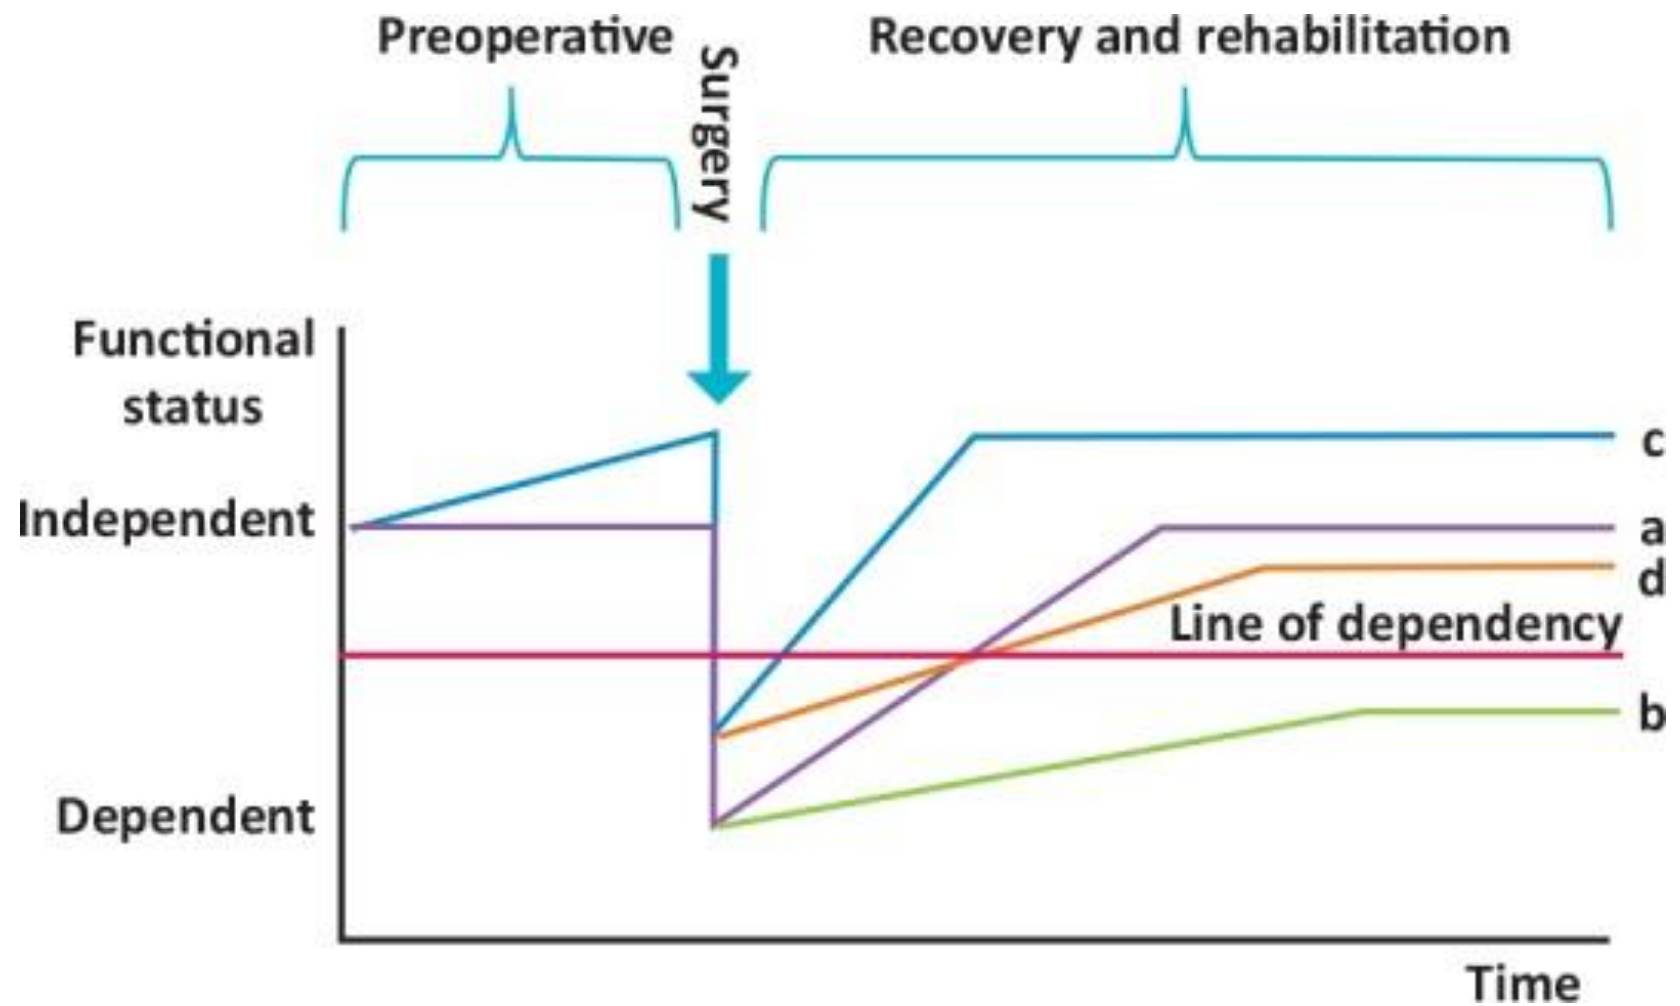 Preoperative
Surgery
Recovery and rehabilitation
Functional
status
Independent
Dependent
c
a
d
Line of dependency
b
Time